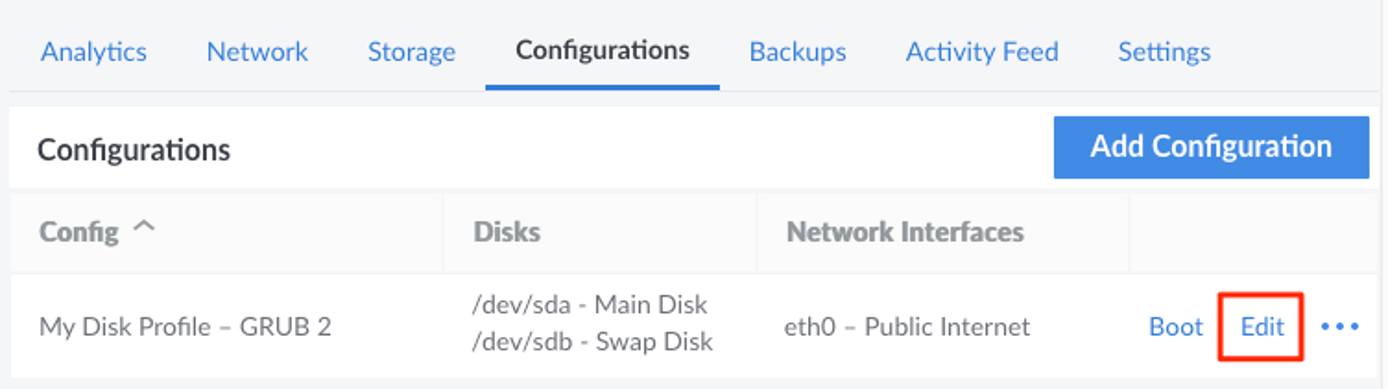 Analytics Network Storage Configurations Backups Activity Feed Settings
Configurations Add Configuration
Config Disks Network Interfaces
My Disk Profile – GRUB 2 /dev/sda - Main Disk eth0 – Public Internet Boot Edit
/dev/sdb - Swap Disk